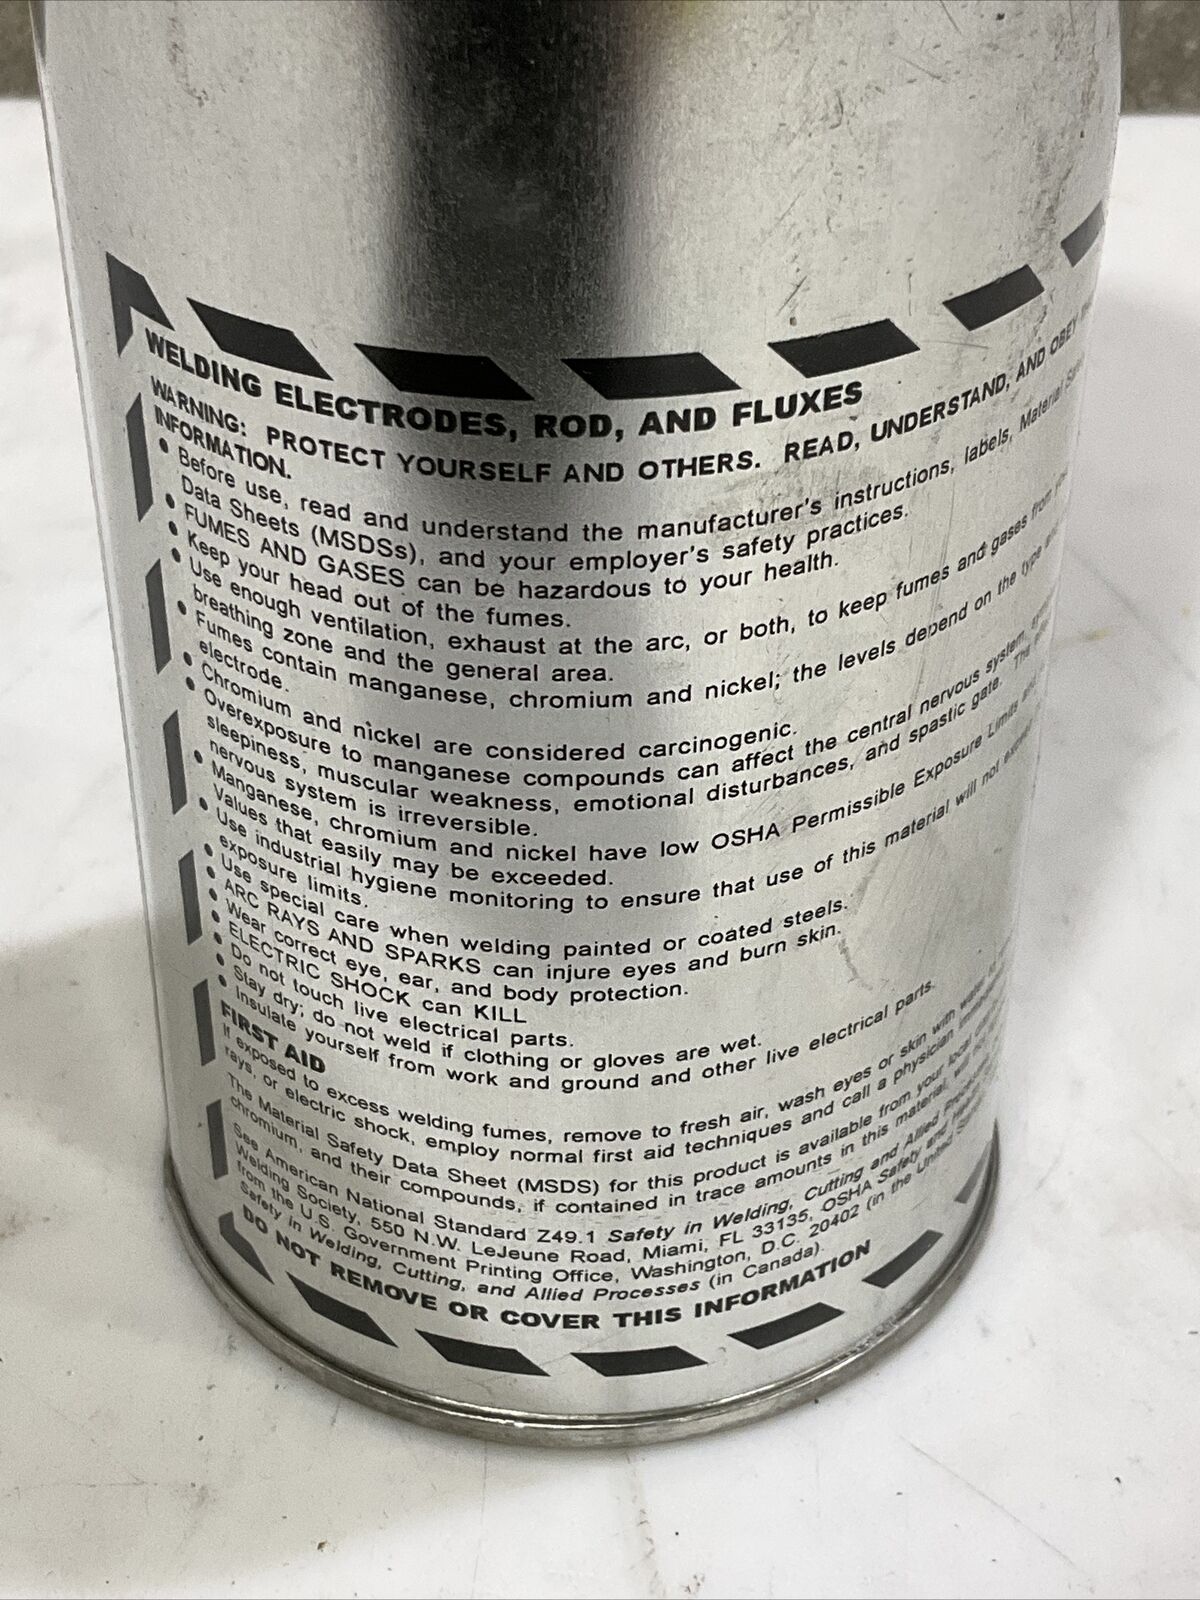 WELDING ELECTRODES, ROD, AND FLUXES
WARNING: PROTECT YOURSELF AND OTHERS. READ, UNDERSTAND, AND OBEY
INFORMATION.
• Before use, read and understand the manufacturer's instructions, labels, Material
Data Sheets (MSDSs), and your employer's safety practices.
• FUMES AND GASES can be hazardous to your health.
• Keep your head out of the fumes.
• Use enough ventilation, exhaust at the arc, or both, to keep fumes and gases from
breathing zone and the general area.
• Fumes contain manganese, chromium and nickel; the levels depend on the type
electrode.
• Chromium and nickel are considered carcinogenic.
• Overexposure to manganese compounds can affect the central nervous system,
sleepiness, muscular weakness, emotional disturbances, and spastic gate. The
nervous system is irreversible.
• Manganese, chromium and nickel have low OSHA Permissible Exposure Limits
Values that easily may be exceeded.
• Use industrial hygiene monitoring to ensure that use of this material will not
exposure limits.
• Use special care when welding painted or coated steels.
• ARC RAYS AND SPARKS can injure eyes and burn skin.
• Wear correct eye, ear, and body protection.
• ELECTRIC SHOCK can KILL
• Do not touch live electrical parts.
• Stay dry; do not weld if clothing or gloves are wet.
• Insulate yourself from work and ground and other live electrical parts.
FIRST AID
If exposed to excess welding fumes, remove to fresh air, wash eyes or skin with water
rays, or electric shock, employ normal first aid techniques and call a physician
The Material Safety Data Sheet (MSDS) for this product is available from your local
chromium, and their compounds, if contained in trace amounts in this material, will not
See American National Standard Z49.1 Safety in Welding, Cutting and Allied
Welding Society, 550 N.W. LeJeune Road, Miami, FL 33135, OSHA Safety and
from the U.S. Government Printing Office, Washington, D.C. 20402 (in the United
Safety in Welding, Cutting, and Allied Processes (in Canada).
DO NOT REMOVE OR COVER THIS INFORMATION